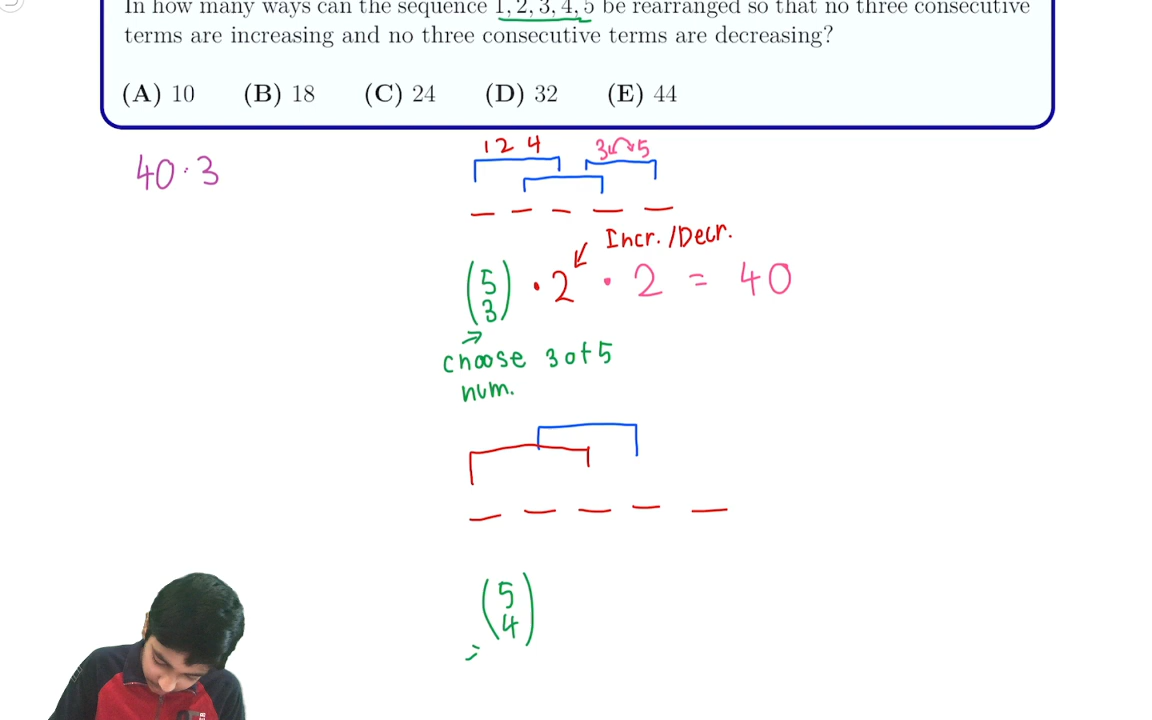 In how many ways can the sequence 1, 2, 3, 4, 5 be rearranged so that no three consecutive
terms are increasing and no three consecutive terms are decreasing?
(A) 10 (B) 18 (C) 24 (D) 32 (E) 44
1 2 4 3 5
40 · 3
Incr. /Decr.
(5 3) · 2 · 2 = 40
choose 3 of 5
num.
(5 4)